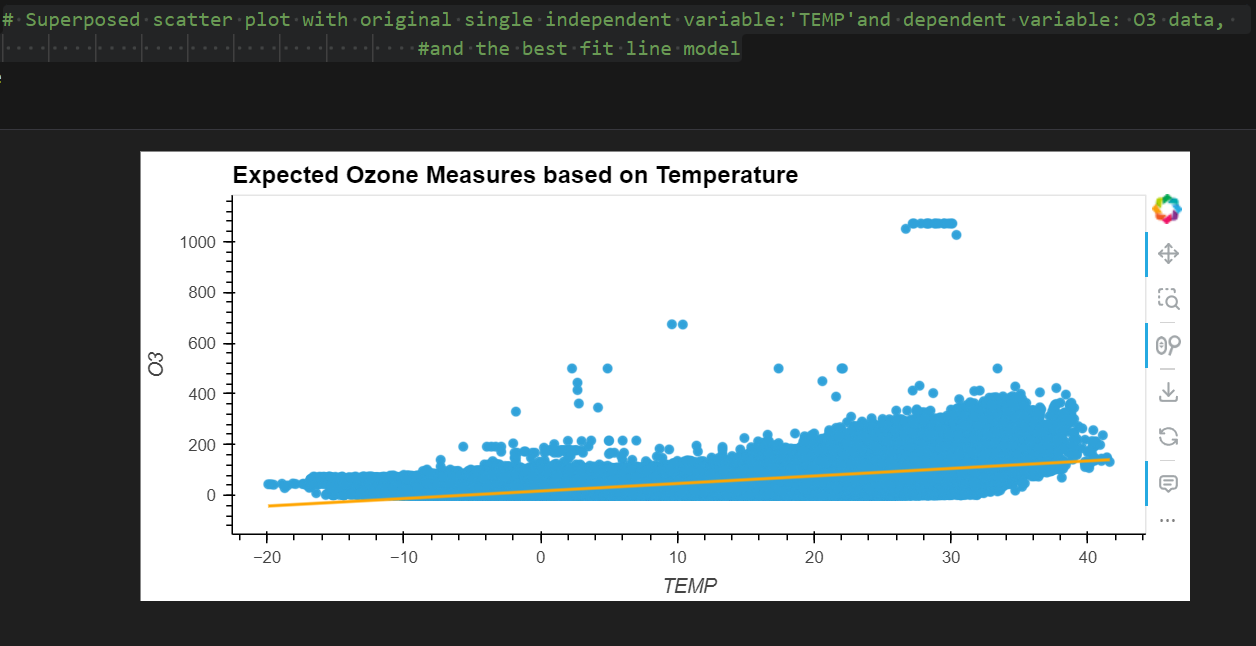 # Superposed scatter plot with original single independent variable:'TEMP'and dependent variable: O3 data,
#and the best fit line model
Expected Ozone Measures based on Temperature
1000
800
600
400
200
0
O3
−20
−10
0
10
20
30
40
TEMP